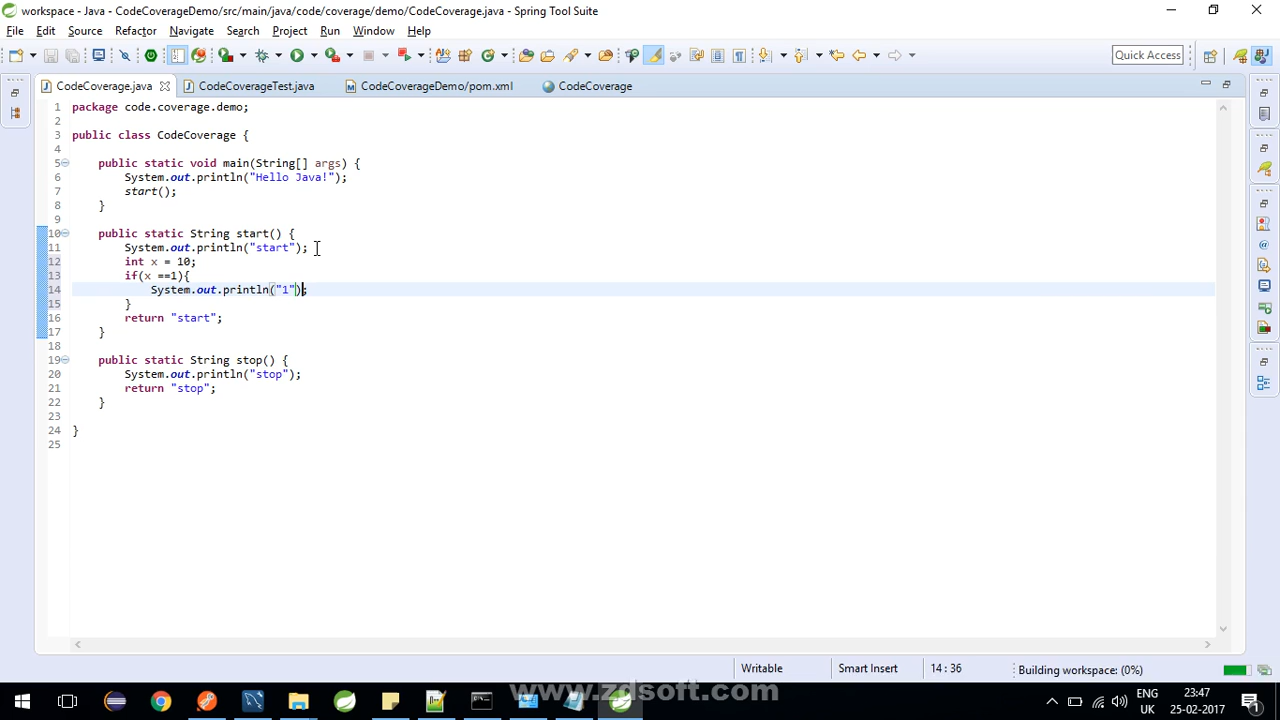 workspace - Java - CodeCoverageDemo/src/main/java/code/coverage/demo/CodeCoverage.java - Spring Tool Suite
File Edit Source Refactor Navigate Search Project Run Window Help
Quick Access
CodeCoverage.java CodeCoverageTest.java CodeCoverageDemo/pom.xml CodeCoverage
1 package code.coverage.demo;
2
3 public class CodeCoverage {
4
5 public static void main(String[] args) {
6 System.out.println("Hello Java!");
7 start();
8 }
9
10 public static String start() {
11 System.out.println("start");
12 int x = 10;
13 if(x ==1){
14 System.out.println("1");
15 }
16 return "start";
17 }
18
19 public static String stop() {
20 System.out.println("stop");
21 return "stop";
22 }
23
24 }
25
Writable Smart Insert 14 : 36 Building workspace: (0%)
www.zdsoft.com
ENG 23:47
UK 25-02-2017